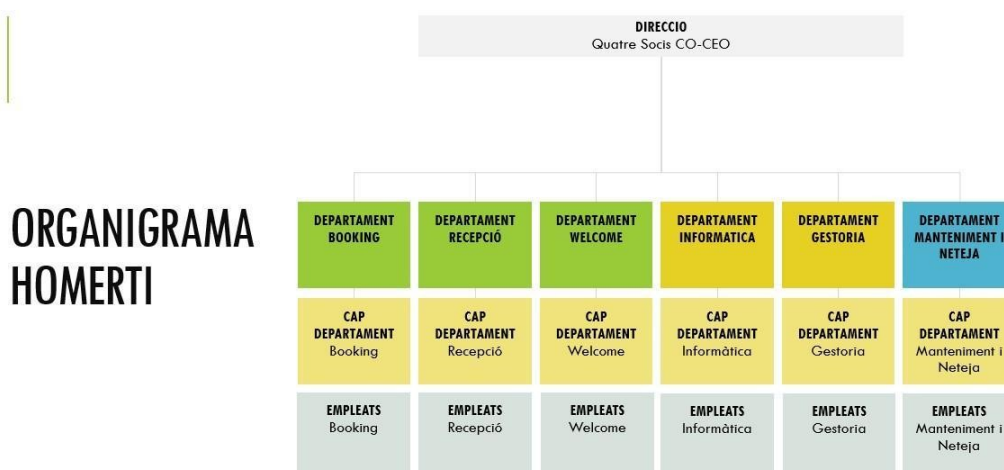 DIRECCIO
Quatre Socis CO-CEO
ORGANIGRAMA
HOMERTI
DEPARTAMENT
BOOKING
DEPARTAMENT
RECEPCIÓ
DEPARTAMENT
WELCOME
DEPARTAMENT
INFORMATICA
DEPARTAMENT
GESTORIA
DEPARTAMENT
MANTENIMENT I
NETEJA
CAP
DEPARTAMENT
Booking
CAP
DEPARTAMENT
Recepció
CAP
DEPARTAMENT
Welcome
CAP
DEPARTAMENT
Informàtica
CAP
DEPARTAMENT
Gestoria
CAP
DEPARTAMENT
Manteniment i
Neteja
EMPLEATS
Booking
EMPLEATS
Recepció
EMPLEATS
Welcome
EMPLEATS
Informàtica
EMPLEATS
Gestoria
EMPLEATS
Manteniment i
Neteja